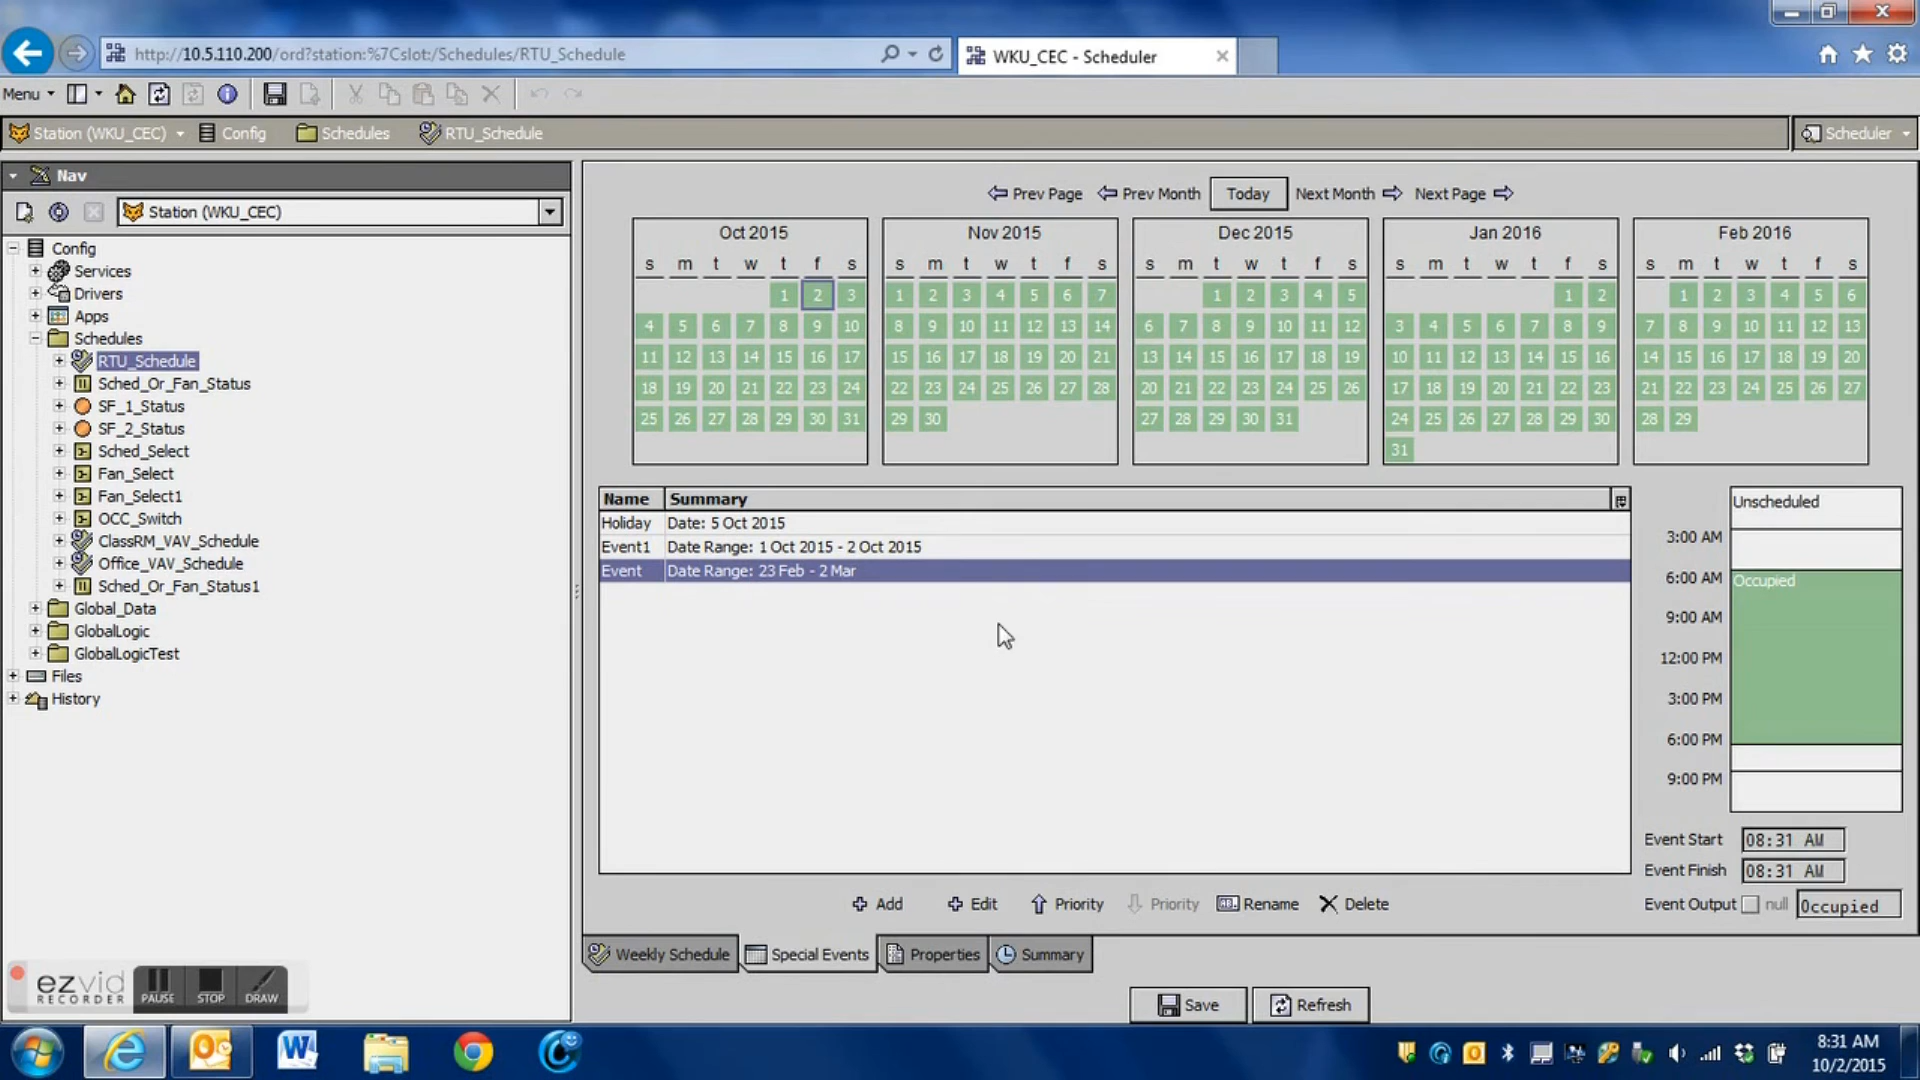 http://10.5.110.200/ord?station:%7Cslot:/Schedules/RTU_Schedule
WKU_CEC - Scheduler
Menu
Station (WKU_CEC) Config Schedules RTU_Schedule Scheduler
Nav
Station (WKU_CEC)
Config
Services
Drivers
Apps
Schedules
RTU_Schedule
Sched_Or_Fan_Status
SF_1_Status
SF_2_Status
Sched_Select
Fan_Select
Fan_Select1
OCC_Switch
ClassRM_VAV_Schedule
Office_VAV_Schedule
Sched_Or_Fan_Status1
Global_Data
GlobalLogic
GlobalLogicTest
Files
History
Prev Page Prev Month Today Next Month Next Page
Oct 2015
s m t w t f s
1 2 3
4 5 6 7 8 9 10
11 12 13 14 15 16 17
18 19 20 21 22 23 24
25 26 27 28 29 30 31
Nov 2015
s m t w t f s
1 2 3 4 5 6 7
8 9 10 11 12 13 14
15 16 17 18 19 20 21
22 23 24 25 26 27 28
29 30
Dec 2015
s m t w t f s
1 2 3 4 5
6 7 8 9 10 11 12
13 14 15 16 17 18 19
20 21 22 23 24 25 26
27 28 29 30 31
Jan 2016
s m t w t f s
1 2
3 4 5 6 7 8 9
10 11 12 13 14 15 16
17 18 19 20 21 22 23
24 25 26 27 28 29 30
31
Feb 2016
s m t w t f s
1 2 3 4 5 6
7 8 9 10 11 12 13
14 15 16 17 18 19 20
21 22 23 24 25 26 27
28 29
Name Summary
Holiday Date: 5 Oct 2015
Event1 Date Range: 1 Oct 2015 - 2 Oct 2015
Event Date Range: 23 Feb - 2 Mar
Unscheduled
3:00 AM
6:00 AM Occupied
9:00 AM
12:00 PM
3:00 PM
6:00 PM
9:00 PM
Event Start 08:31 AM
Event Finish 08:31 AM
Event Output null Occupied
Add Edit Priority Priority Rename Delete
Weekly Schedule Special Events Properties Summary
Save Refresh
ezvid
RECORDER
PAUSE STOP DRAW
8:31 AM
10/2/2015